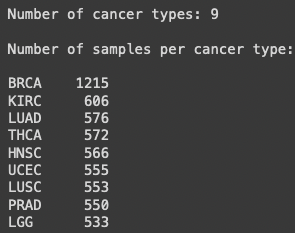 Number of cancer types: 9
Number of samples per cancer type:
BRCA 1215
KIRC 606
LUAD 576
THCA 572
HNSC 566
UCEC 555
LUSC 553
PRAD 550
LGG 533